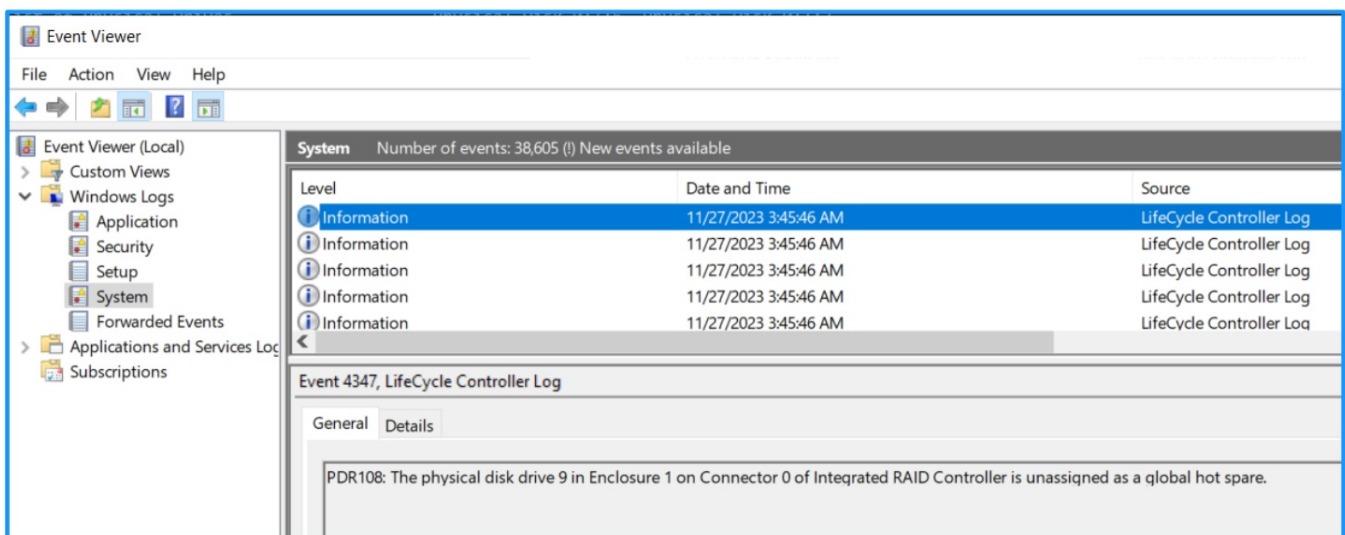 Event Viewer
File Action View Help
Event Viewer (Local)
Custom Views
Windows Logs
Application
Security
Setup
System
Forwarded Events
Applications and Services Log
Subscriptions
System Number of events: 38,605 (!) New events available
Level Date and Time Source
Information 11/27/2023 3:45:46 AM LifeCycle Controller Log
Information 11/27/2023 3:45:46 AM LifeCycle Controller Log
Information 11/27/2023 3:45:46 AM LifeCycle Controller Log
Information 11/27/2023 3:45:46 AM LifeCycle Controller Log
Information 11/27/2023 3:45:46 AM LifeCycle Controller Log
Event 4347, LifeCycle Controller Log
General Details
PDR108: The physical disk drive 9 in Enclosure 1 on Connector 0 of Integrated RAID Controller is unassigned as a global hot spare.